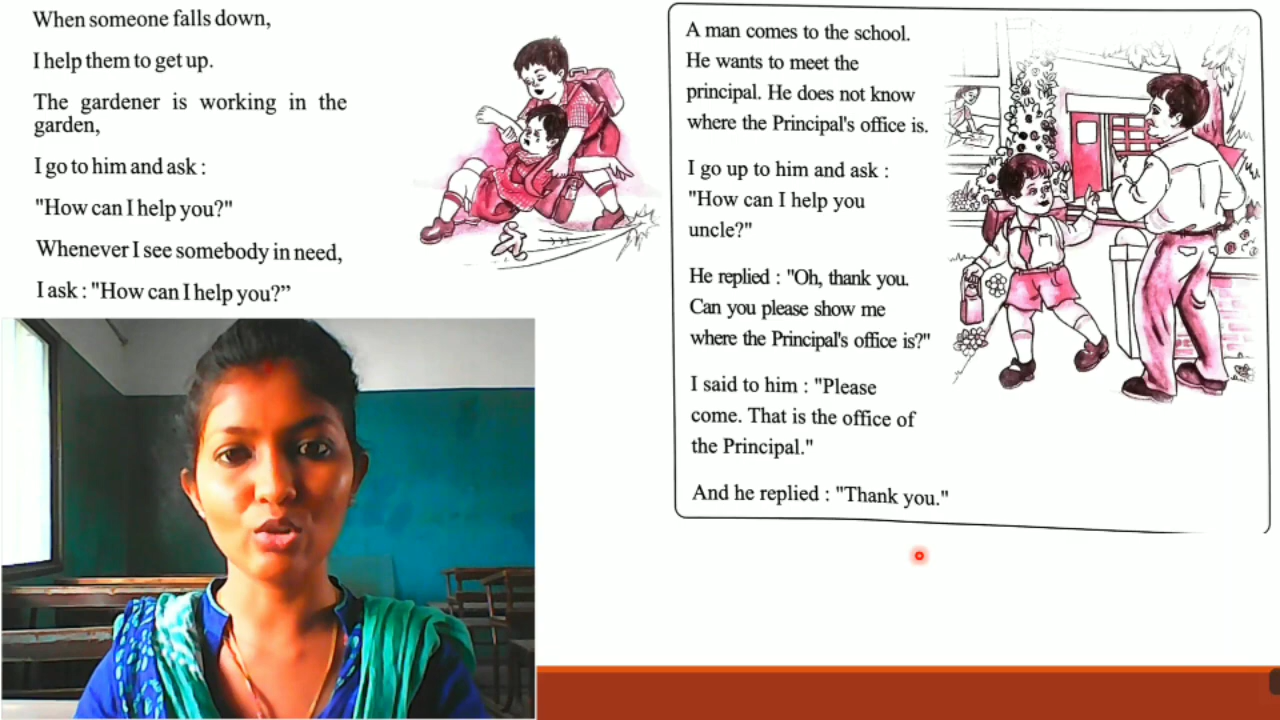 When someone falls down,
I help them to get up.
The gardener is working in the
garden,
I go to him and ask :
"How can I help you?"
Whenever I see somebody in need,
I ask : "How can I help you?”
A man comes to the school.
He wants to meet the
principal. He does not know
where the Principal's office is.
I go up to him and ask :
"How can I help you
uncle?"
He replied : "Oh, thank you.
Can you please show me
where the Principal's office is?"
I said to him : "Please
come. That is the office of
the Principal."
And he replied : "Thank you."